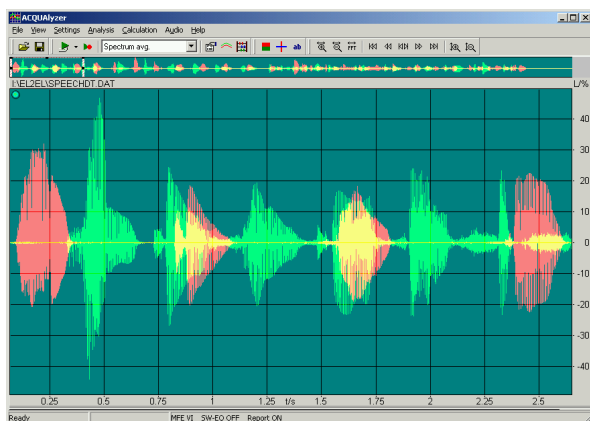 ACQUAlyzer
File View Settings Analysis Calculation Audio Help
Spectrum avg.
ab
I:\EL2EL\SPEECHDT.DAT L/%
40
30
20
10
0
-10
-20
-30
-40
0.25 0.5 0.75 1 1.25 t/s 1.5 1.75 2 2.25 2.5
Ready MFE VI SW-EQ OFF Report ON